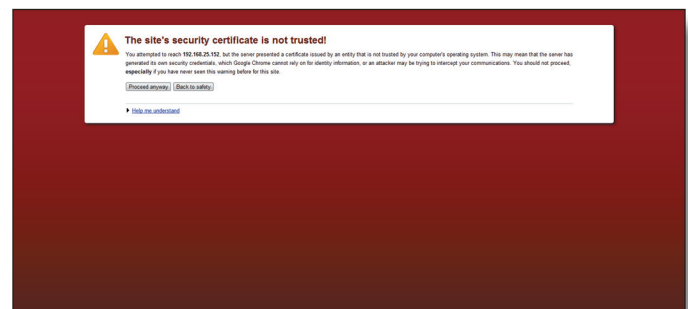 The site's security certificate is not trusted!
You attempted to reach 192.168.25.152, but the server presented a certificate issued by an entity that is not trusted by your computer's operating system. This may mean that the server has
generated its own security credentials, which Google Chrome cannot rely on for identity information, or an attacker may be trying to intercept your communications. You should not proceed,
especially if you have never seen this warning before for this site.
Proceed anyway Back to safety
Help me understand